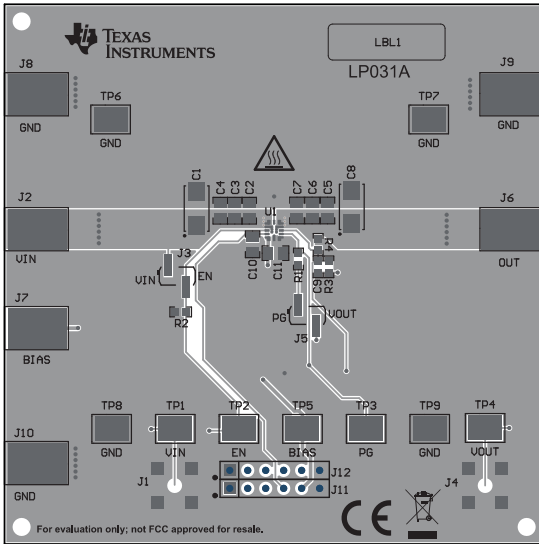 TEXAS
INSTRUMENTS
LBL1
LP031A
J8
GND
TP6
GND
TP7
GND
J9
GND
C1
C4
C3
C2
C7
C6
C5
C8
U1
J2
VIN
J6
OUT
J3
VIN
EN
C10
C11
R1
R4
C9
R3
R2
PG
VOUT
J5
J7
BIAS
TP8
GND
TP1
VIN
TP2
EN
TP5
BIAS
TP3
PG
TP9
GND
TP4
VOUT
J10
GND
J1
J12
J11
J4
For evaluation only; not FCC approved for resale.
CE